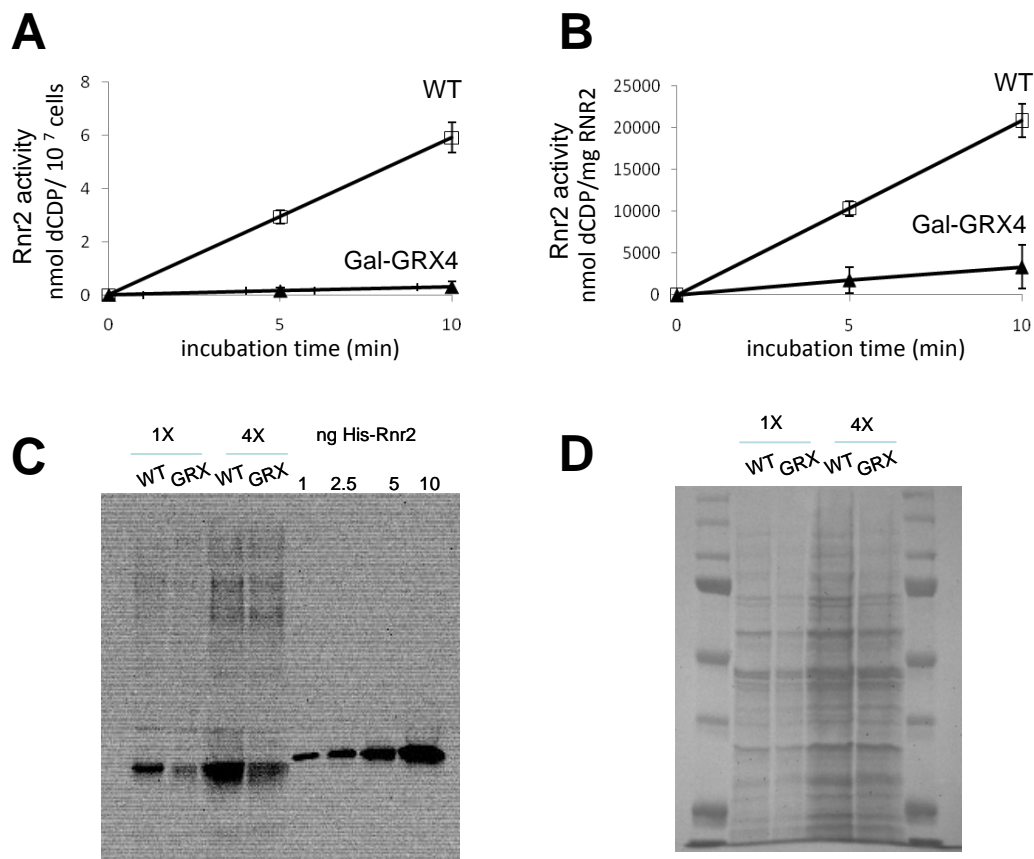 A
Rnr2 activity
nmol dCDP/ 10 7 cells
8
6
4
2
0
WT
Gal-GRX4
0 5 10
incubation time (min)
B
Rnr2 activity
nmol dCDP/mg RNR2
25000
20000
15000
10000
5000
0
WT
Gal-GRX4
0 5 10
incubation time (min)
C
1X 4X ng His-Rnr2
WT GRX WT GRX 1 2.5 5 10
D
1X 4X
WT GRX WT GRX